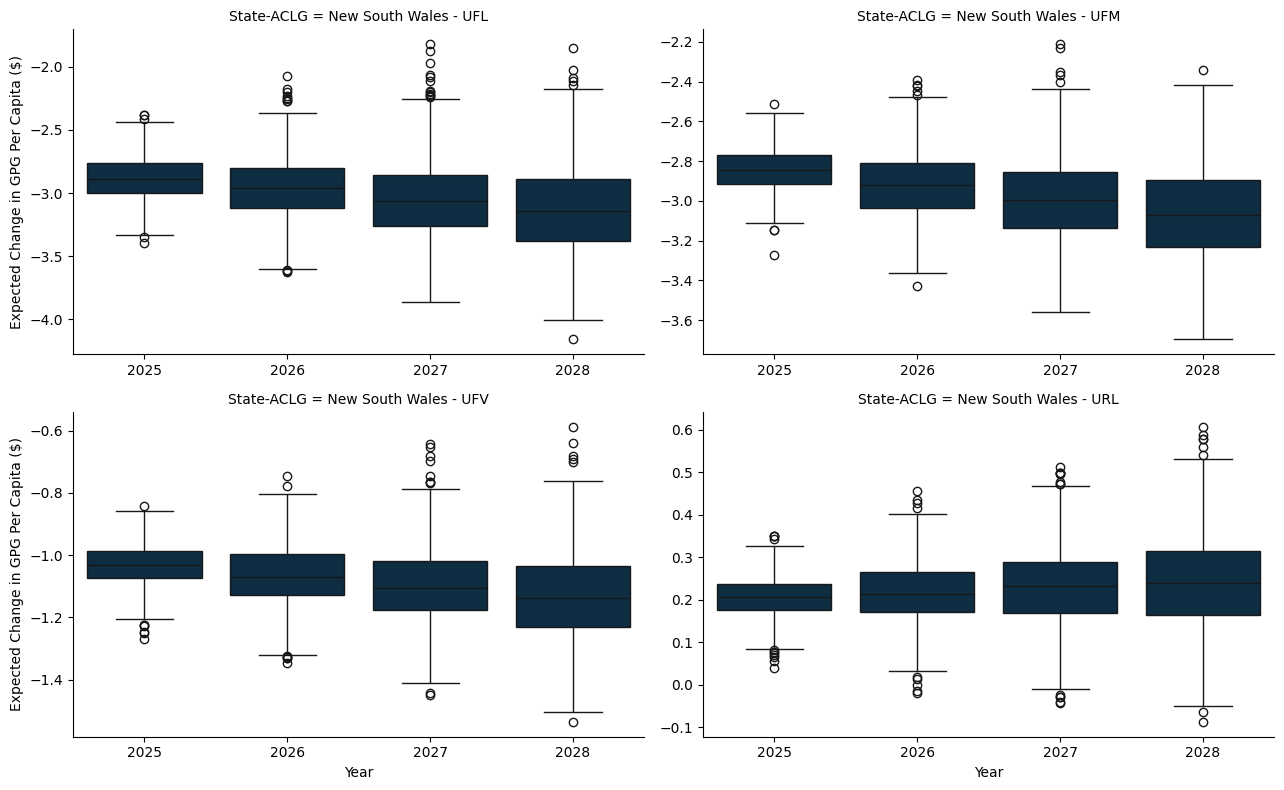 State-ACLG = New South Wales - UFL
Expected Change in GPG Per Capita ($)
−2.0
−2.5
−3.0
−3.5
−4.0
2025 2026 2027 2028
State-ACLG = New South Wales - UFM
−2.2
−2.4
−2.6
−2.8
−3.0
−3.2
−3.4
−3.6
2025 2026 2027 2028
State-ACLG = New South Wales - UFV
Expected Change in GPG Per Capita ($)
−0.6
−0.8
−1.0
−1.2
−1.4
2025 2026 2027 2028
Year
State-ACLG = New South Wales - URL
0.6
0.5
0.4
0.3
0.2
0.1
0.0
−0.1
2025 2026 2027 2028
Year